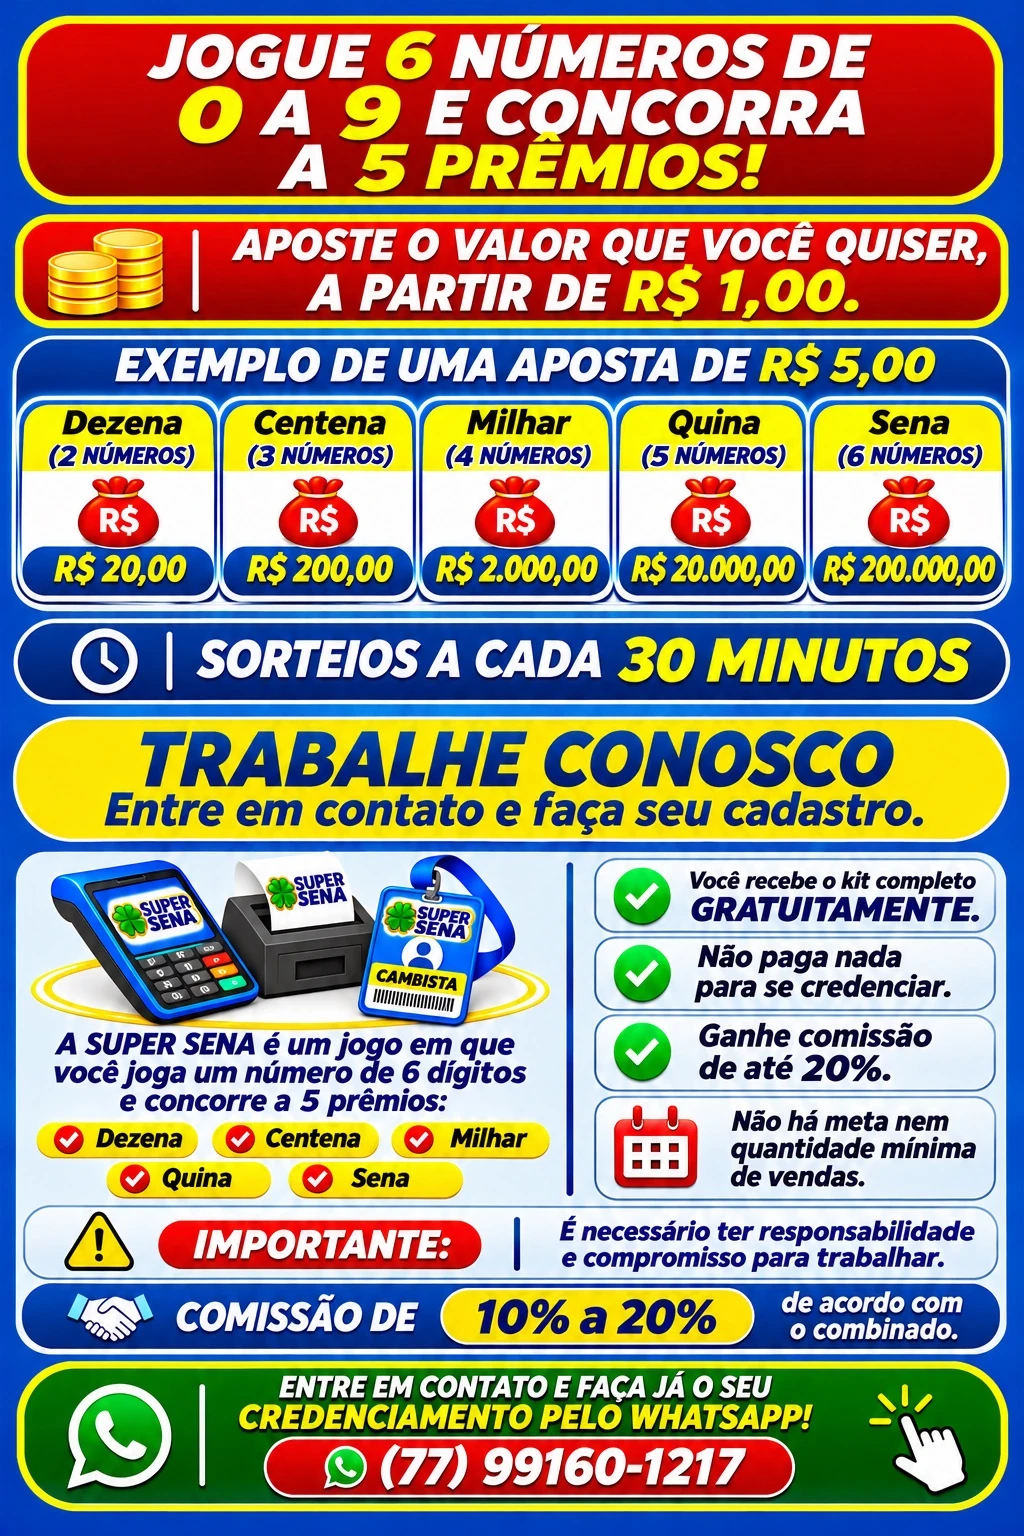 JOGUE 6 NÚMEROS DE
0 A 9 E CONCORRA
A 5 PRÊMIOS!
APOSTE O VALOR QUE VOCÊ QUISER,
A PARTIR DE R$ 1,00.
EXEMPLO DE UMA APOSTA DE R$ 5,00
Dezena
(2 NÚMEROS)
R$
R$ 20,00
Centena
(3 NÚMEROS)
R$
R$ 200,00
Milhar
(4 NÚMEROS)
R$
R$ 2.000,00
Quina
(5 NÚMEROS)
R$
R$ 20.000,00
Sena
(6 NÚMEROS)
R$
R$ 200.000,00
SORTEIOS A CADA 30 MINUTOS
TRABALHE CONOSCO
Entre em contato e faça seu cadastro.
SUPER
SENA
SUPER
SENA
SUPER
SENA
CAMBISTA
A SUPER SENA é um jogo em que
você joga um número de 6 dígitos
e concorre a 5 prêmios:
Dezena
Centena
Milhar
Quina
Sena
Você recebe o kit completo
GRATUITAMENTE.
Não paga nada
para se credenciar.
Ganhe comissão
de até 20%.
Não há meta nem
quantidade mínima
de vendas.
IMPORTANTE:
É necessário ter responsabilidade
e compromisso para trabalhar.
COMISSÃO DE 10% a 20%
de acordo com
o combinado.
ENTRE EM CONTATO E FAÇA JÁ O SEU
CREDENCIAMENTO PELO WHATSAPP!
(77) 99160-1217